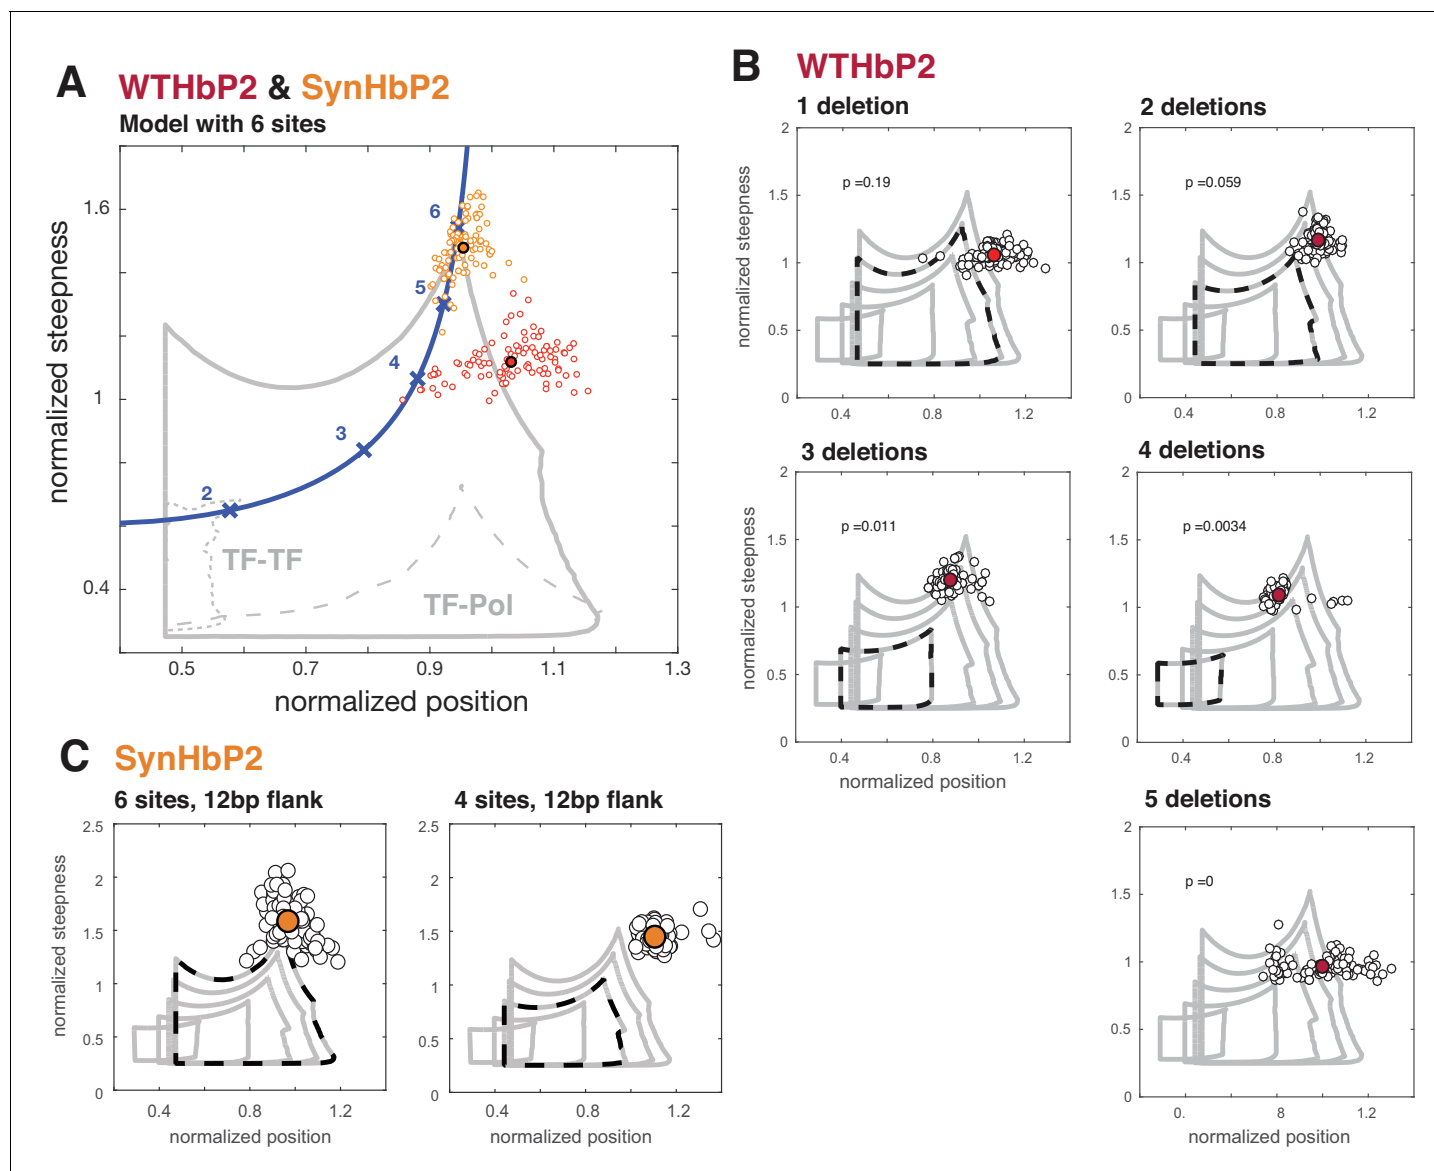 A WTHbP2 & SynHbP2
Model with 6 sites
normalized steepness
1.6
1
0.4
6
5
4
3
2
TF-TF
TF-Pol
0.5 0.7 0.9 1.1 1.3
normalized position
B WTHbP2
1 deletion
normalized steepness
2
1.5
1
0.5
0
p =0.19
0.4 0.8 1.2
2 deletions
2
1.5
1
0.5
0
p =0.059
0.4 0.8 1.2
3 deletions
normalized steepness
2
1.5
1
0.5
0
p =0.011
0.4 0.8 1.2
normalized position
4 deletions
2
1.5
1
0.5
0
p =0.0034
0.4 0.8 1.2
5 deletions
2
1.5
1
0.5
0
p =0
0. 8 1.2
normalized position
C SynHbP2
6 sites, 12bp flank
normalized steepness
2.5
2
1.5
1
0.5
0
0.4 0.8 1.2
normalized position
4 sites, 12bp flank
2.5
2
1.5
1
0.5
0
0.4 0.8 1.2
normalized position